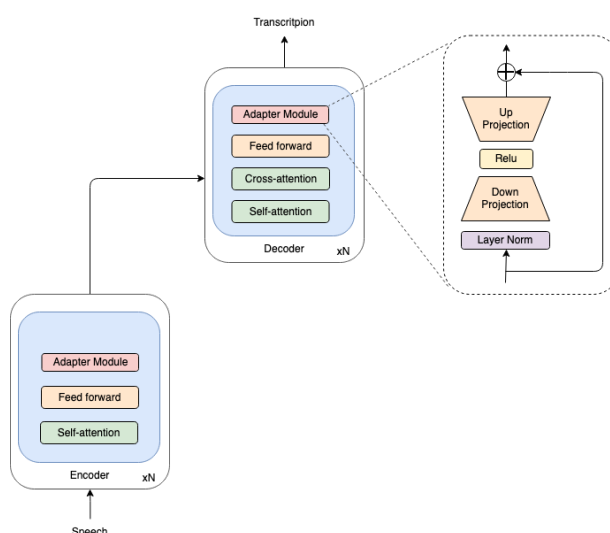 Transcritpion
Adapter Module
Feed forward
Cross-attention
Self-attention
Decoder
xN
Up
Projection
Relu
Down
Projection
Layer Norm
Adapter Module
Feed forward
Self-attention
Encoder
xN
Speech